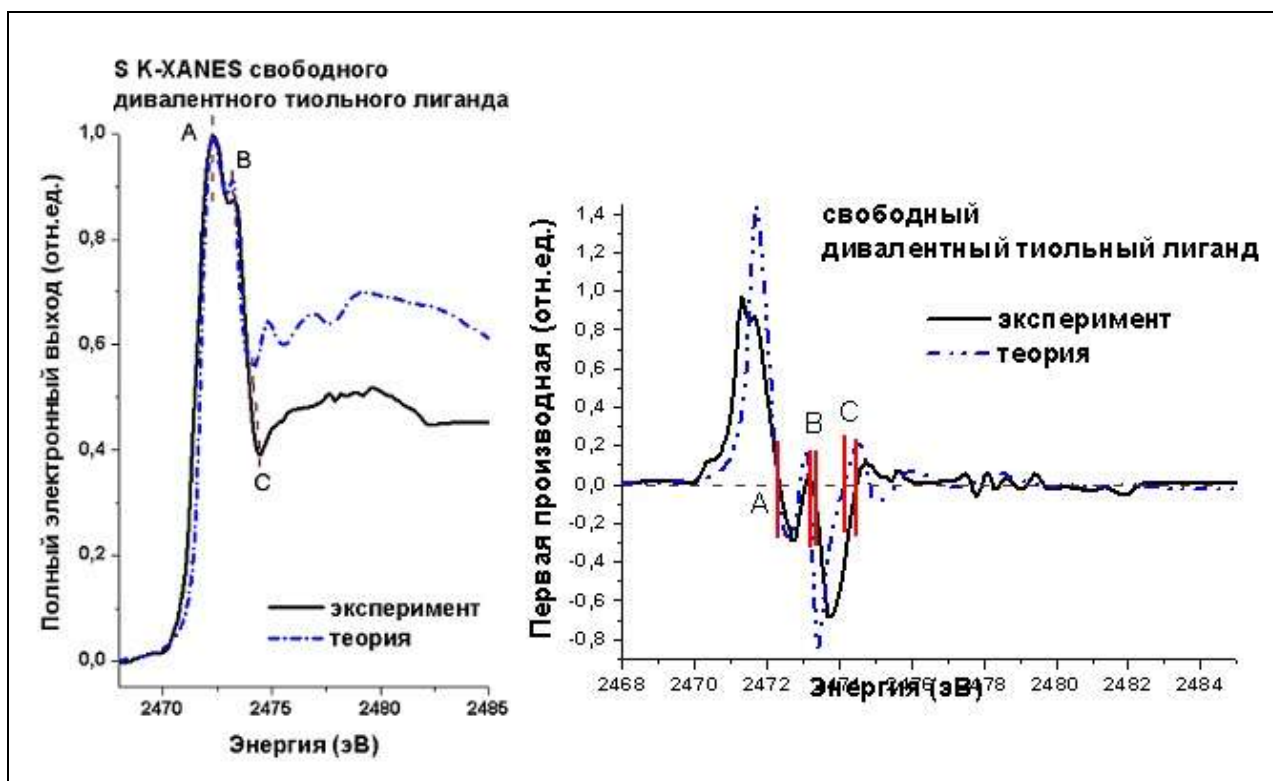 S K-XANES свободного
дивалентного тиольного лиганда
A
B
C
1,0
0,8
0,6
0,4
0,2
0,0
Полный электронный выход (отн.ед.)
эксперимент
теория
2470
2475
2480
2485
Энергия (эВ)
свободный
дивалентный тиольный лиганд
эксперимент
теория
1,4
1,2
1,0
0,8
0,6
0,4
0,2
0,0
-0,2
-0,4
-0,6
-0,8
Первая производная (отн.ед.)
A
B
C
2468
2470
2472
2474
2476
2478
2480
2482
2484
Энергия (эВ)